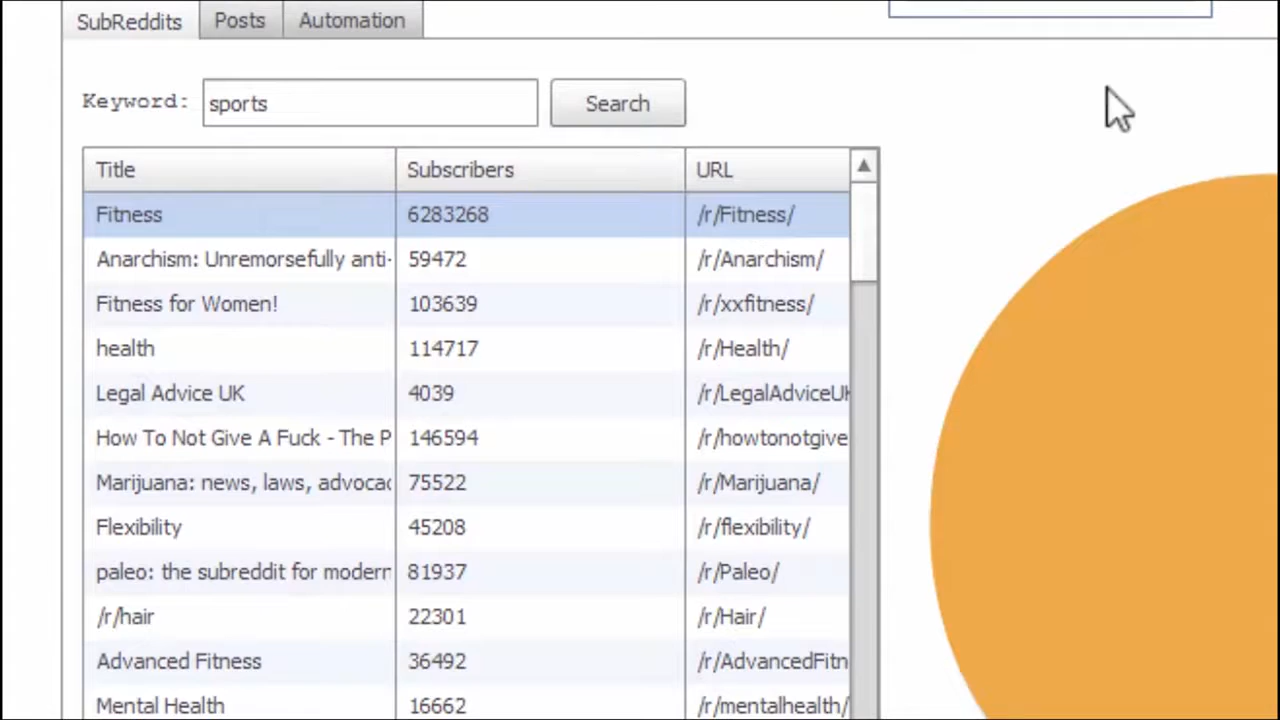 SubReddits Posts Automation
Keyword: sports Search
Title Subscribers URL
Fitness 6283268 /r/Fitness/
Anarchism: Unremorsefully anti- 59472 /r/Anarchism/
Fitness for Women! 103639 /r/xxfitness/
health 114717 /r/Health/
Legal Advice UK 4039 /r/LegalAdviceUK
How To Not Give A Fuck - The P 146594 /r/howtonotgive
Marijuana: news, laws, advocac 75522 /r/Marijuana/
Flexibility 45208 /r/flexibility/
paleo: the subreddit for modern 81937 /r/Paleo/
/r/hair 22301 /r/Hair/
Advanced Fitness 36492 /r/AdvancedFitn
Mental Health 16662 /r/mentalhealth/